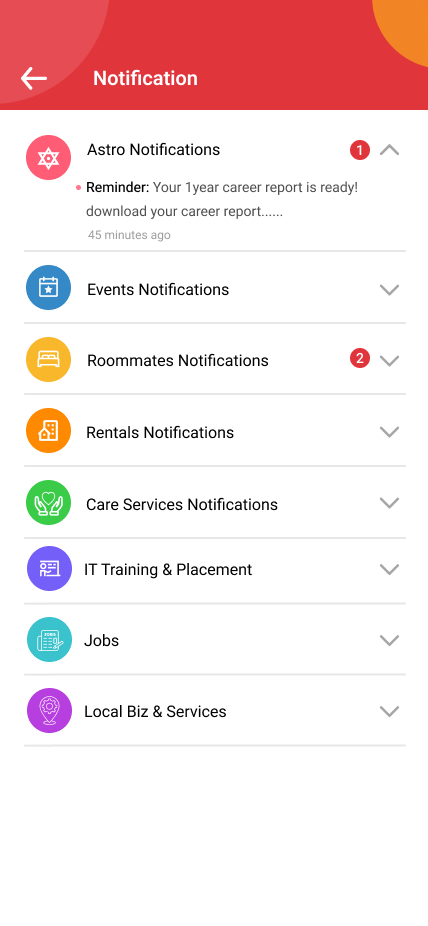 Notification
Astro Notifications 1
Reminder: Your 1year career report is ready!
download your career report......
45 minutes ago
Events Notifications
Roommates Notifications 2
Rentals Notifications
Care Services Notifications
IT Training & Placement
JOBS
Jobs
Local Biz & Services